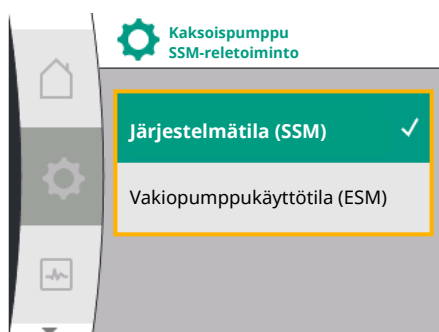 Kaksoispumppu
SSM-reletoiminto
Järjestelmätila (SSM)
Vakiopumppukäyttötila (ESM)